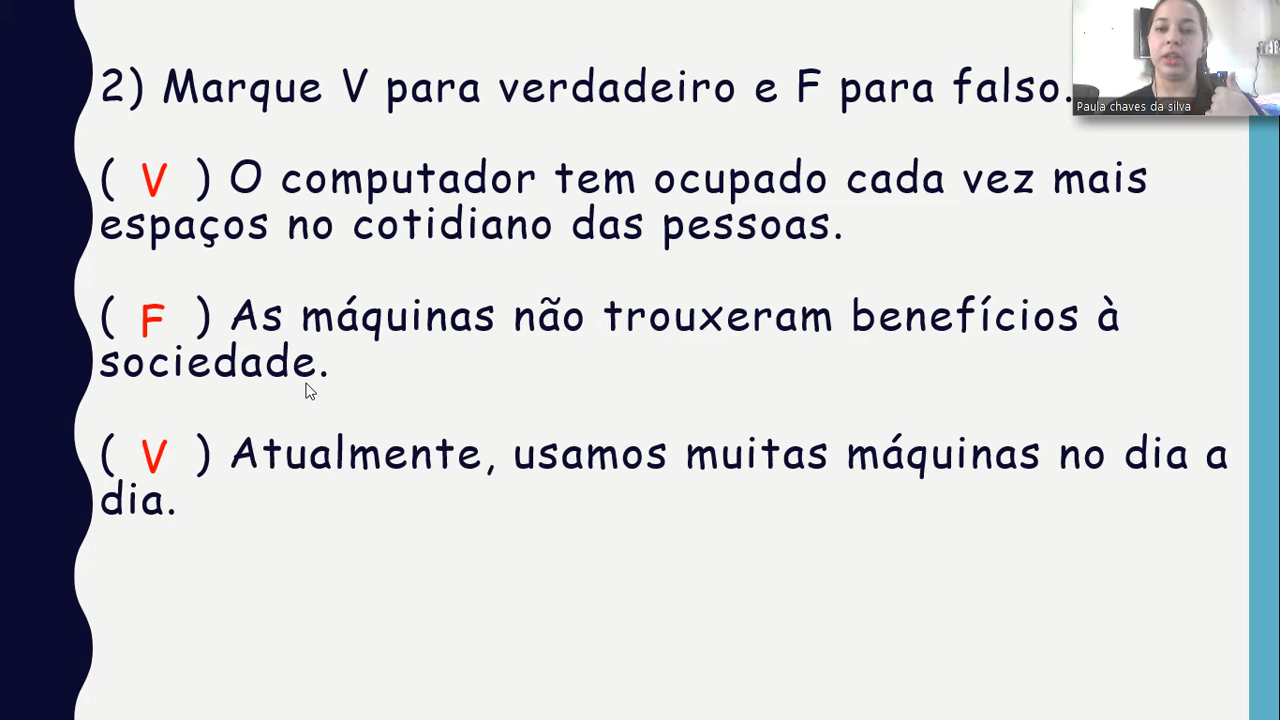 2) Marque V para verdadeiro e F para falso.
Paula chaves da silva
( V ) O computador tem ocupado cada vez mais
espaços no cotidiano das pessoas.
( F ) As máquinas não trouxeram benefícios à
sociedade.
( V ) Atualmente, usamos muitas máquinas no dia a
dia.